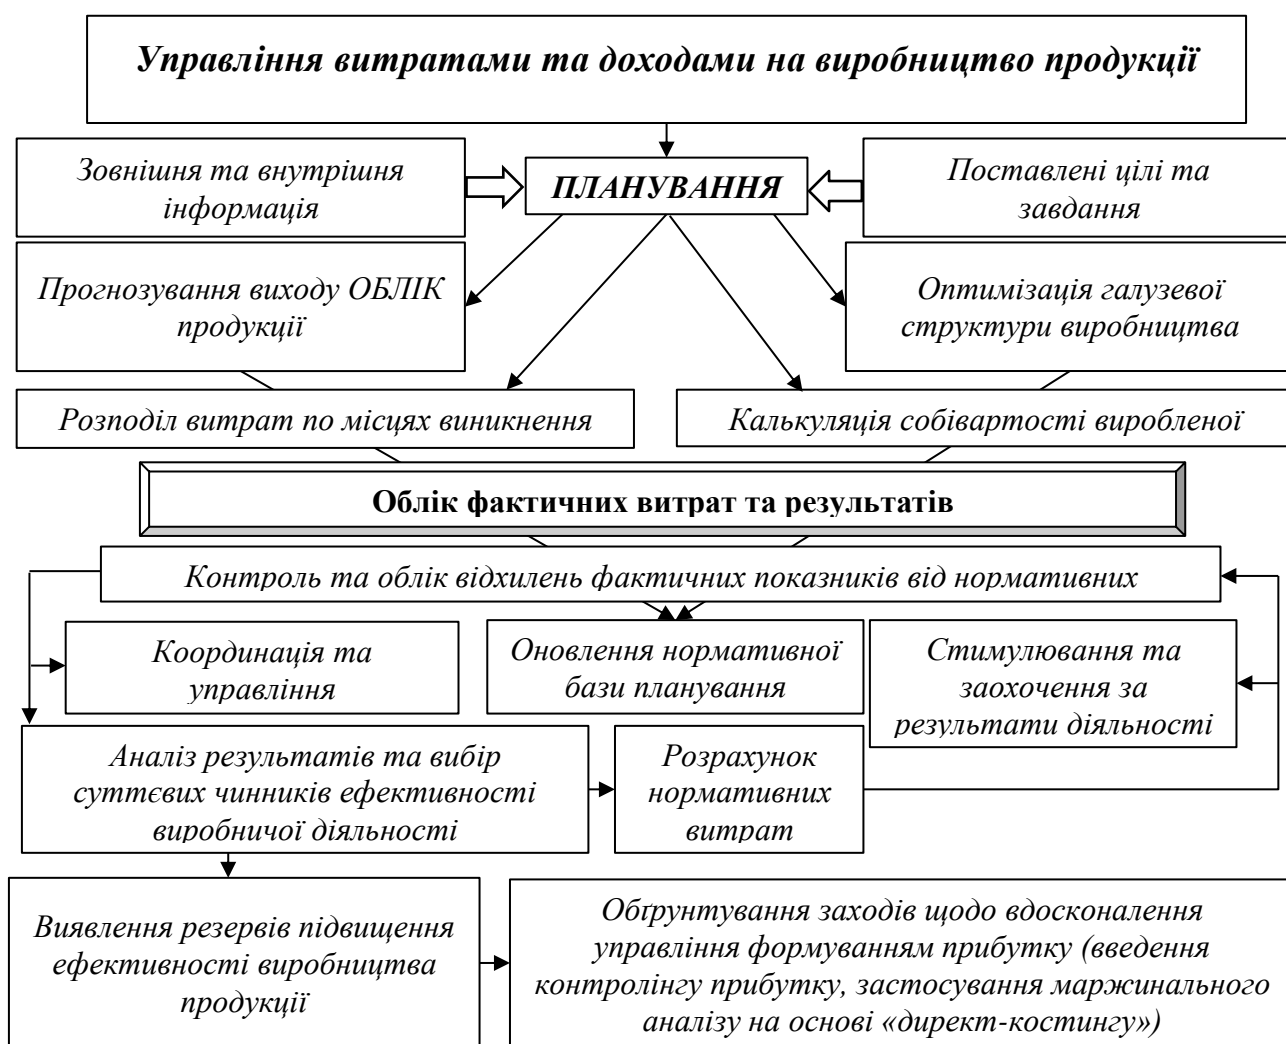 Управління витратами та доходами на виробництво продукції
Зовнішня та внутрішня
інформація
ПЛАНУВАННЯ
Поставлені цілі та
завдання
Прогнозування виходу ОБЛІК
продукції
Оптимізація галузевої
структури виробництва
Розподіл витрат по місцях виникнення
Калькуляція собівартості виробленої
Облік фактичних витрат та результатів
Контроль та облік відхилень фактичних показників від нормативних
Координація та
управління
Оновлення нормативної
бази планування
Стимулювання та
заохочення за
результати діяльності
Аналіз результатів та вибір
суттєвих чинників ефективності
виробничої діяльності
Розрахунок
нормативних
витрат
Виявлення резервів підвищення
ефективності виробництва
продукції
Обґрунтування заходів щодо вдосконалення
управління формуванням прибутку (введення
контролінгу прибутку, застосування маржинального
аналізу на основі «директ-костингу»)